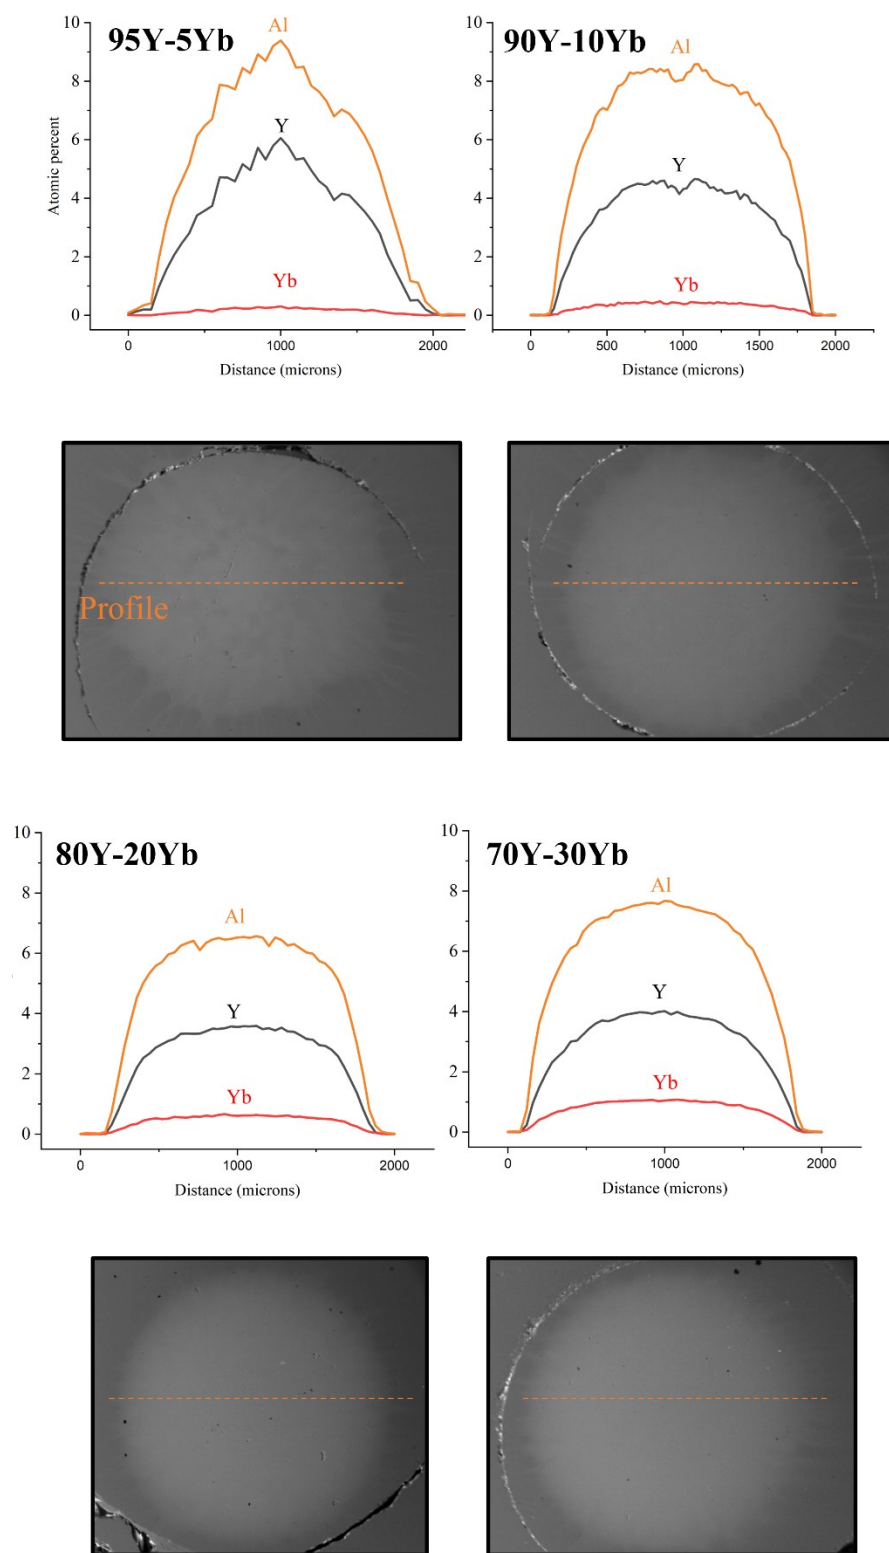 95Y-5Yb
Al
Y
Yb
Atomic percent
10
8
6
4
2
0
0
1000
2000
Distance (microns)
90Y-10Yb
Al
Y
Yb
10
8
6
4
2
0
0
500
1000
1500
2000
Distance (microns)
Profile
80Y-20Yb
Al
Y
Yb
10
8
6
4
2
0
0
1000
2000
Distance (microns)
70Y-30Yb
Al
Y
Yb
10
8
6
4
2
0
0
1000
2000
Distance (microns)